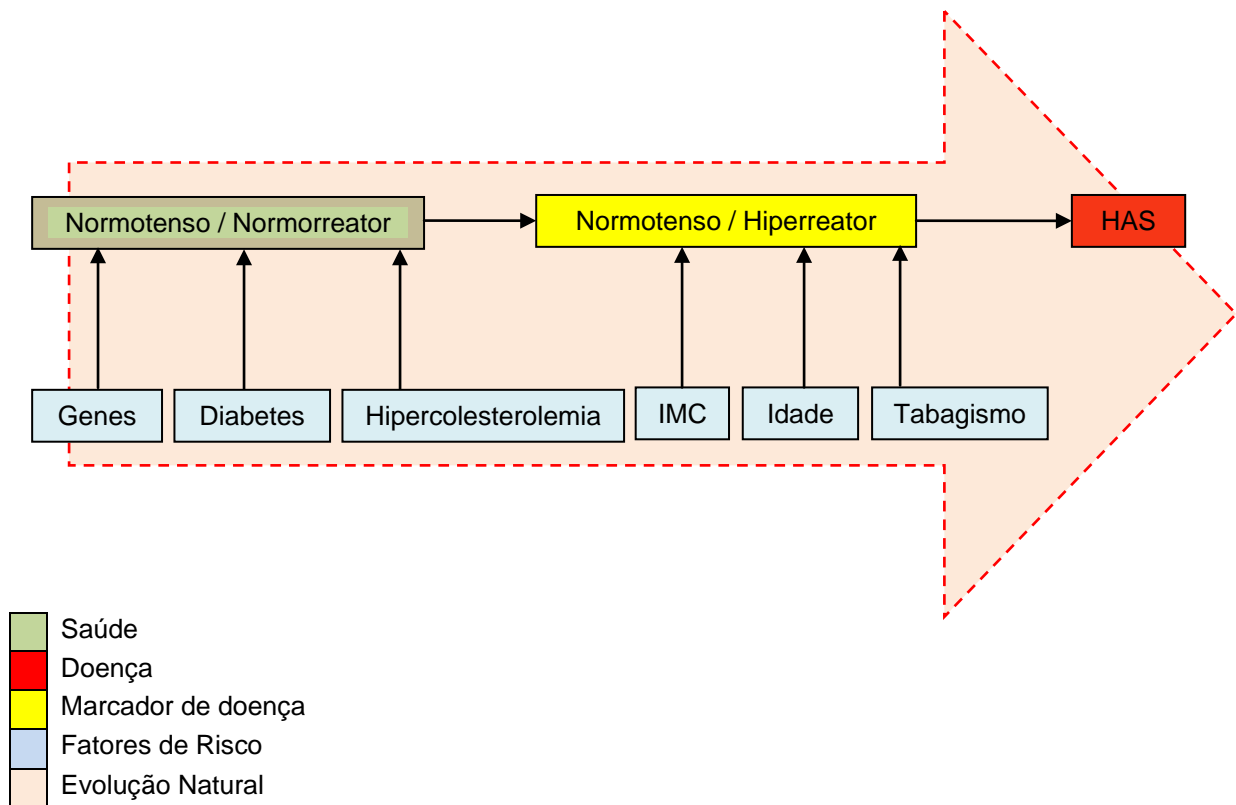 Normotenso / Normorreator
Normotenso / Hiperreator
HAS
Genes
Diabetes
Hipercolesterolemia
IMC
Idade
Tabagismo
Saúde
Doença
Marcador de doença
Fatores de Risco
Evolução Natural